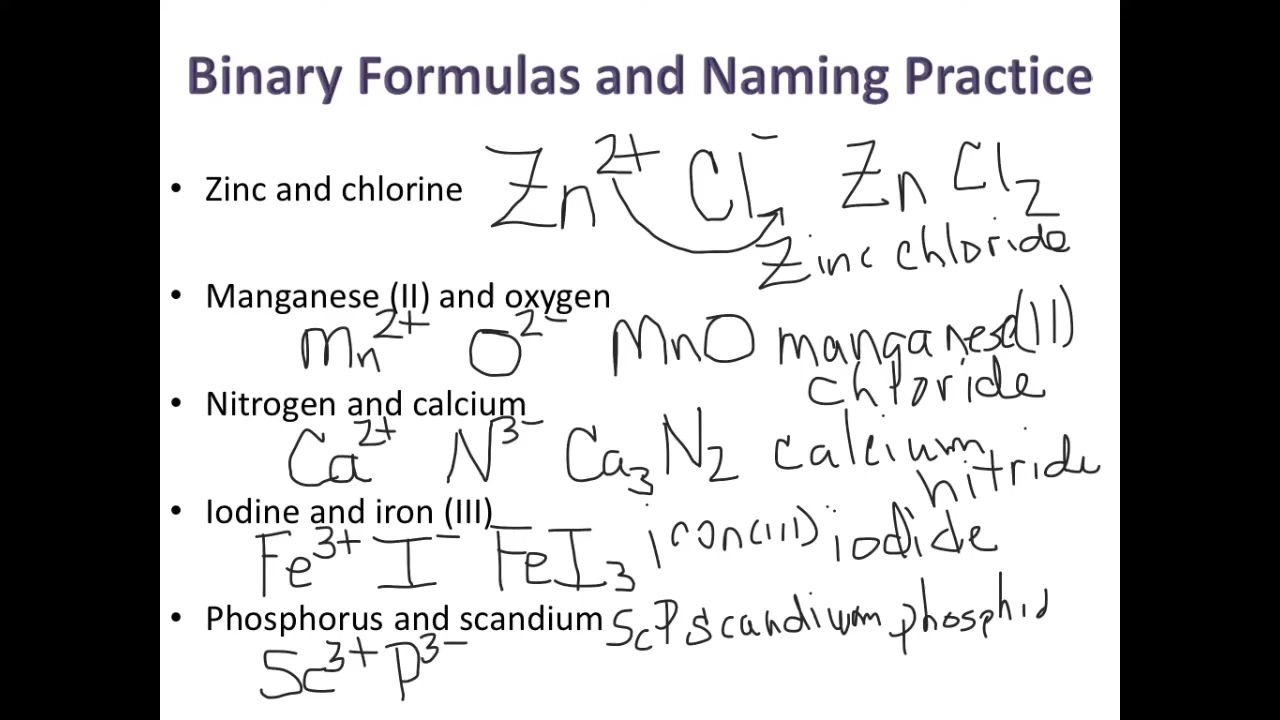 Binary Formulas and Naming Practice
• Zinc and chlorine Zn²⁺ Cl⁻ ZnCl₂
Zinc chloride
• Manganese (II) and oxygen
Mn²⁺ O²⁻ MnO manganese(II)
chloride
• Nitrogen and calcium
Ca²⁺ N³⁻ Ca₃N₂ calcium
nitride
• Iodine and iron (III)
Fe³⁺ I⁻ FeI₃ iron(III) iodide
• Phosphorus and scandium ScP scandium phosphid
Sc³⁺ P³⁻